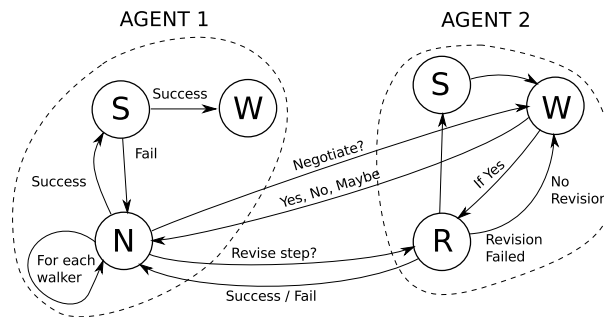 AGENT 1
AGENT 2
S
Success
W
S
W
Fail
Negotiate?
Success
Yes, No, Maybe
If Yes
No
Revision
N
R
For each
walker
Revise step?
Revision
Failed
Success / Fail